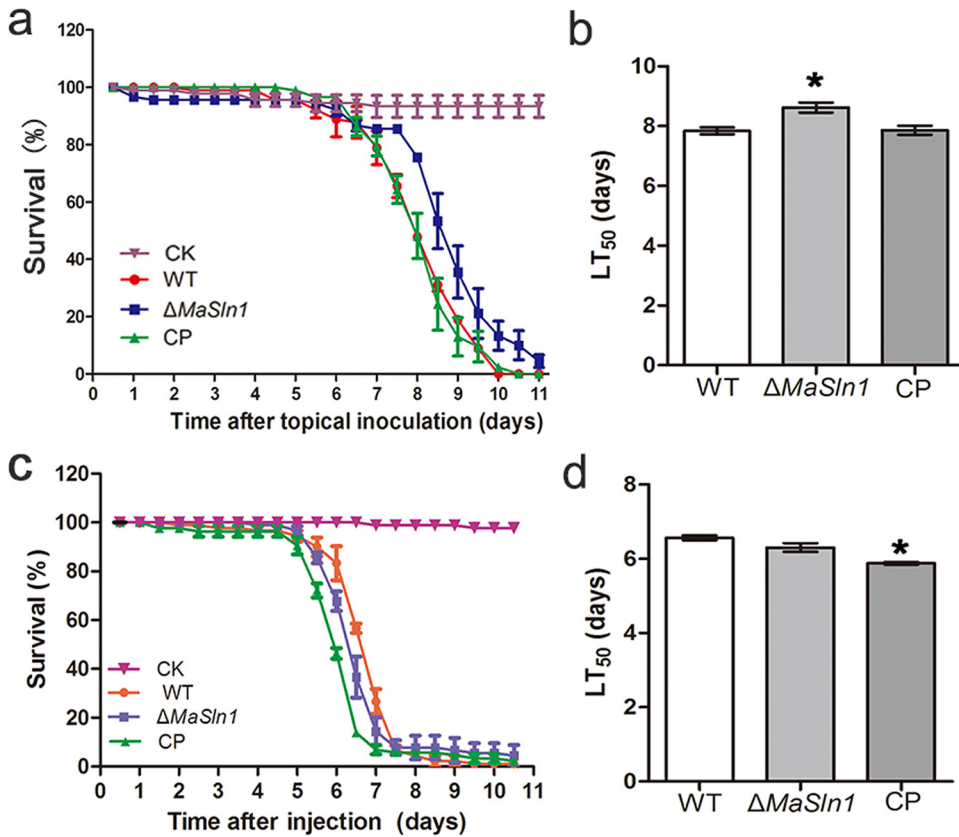 a
120
100
80
60
40
20
0
Survival (%)
CK
WT
ΔMaSln1
CP
0 1 2 3 4 5 6 7 8 9 10 11
Time after topical inoculation (days)
b
10
8
6
4
2
0
LT50 (days)
*
WT ΔMaSln1 CP
c
120
100
80
60
40
20
0
Survival (%)
CK
WT
ΔMaSln1
CP
0 1 2 3 4 5 6 7 8 9 10 11
Time after injection (days)
d
8
6
4
2
0
LT50 (days)
*
WT ΔMaSln1 CP